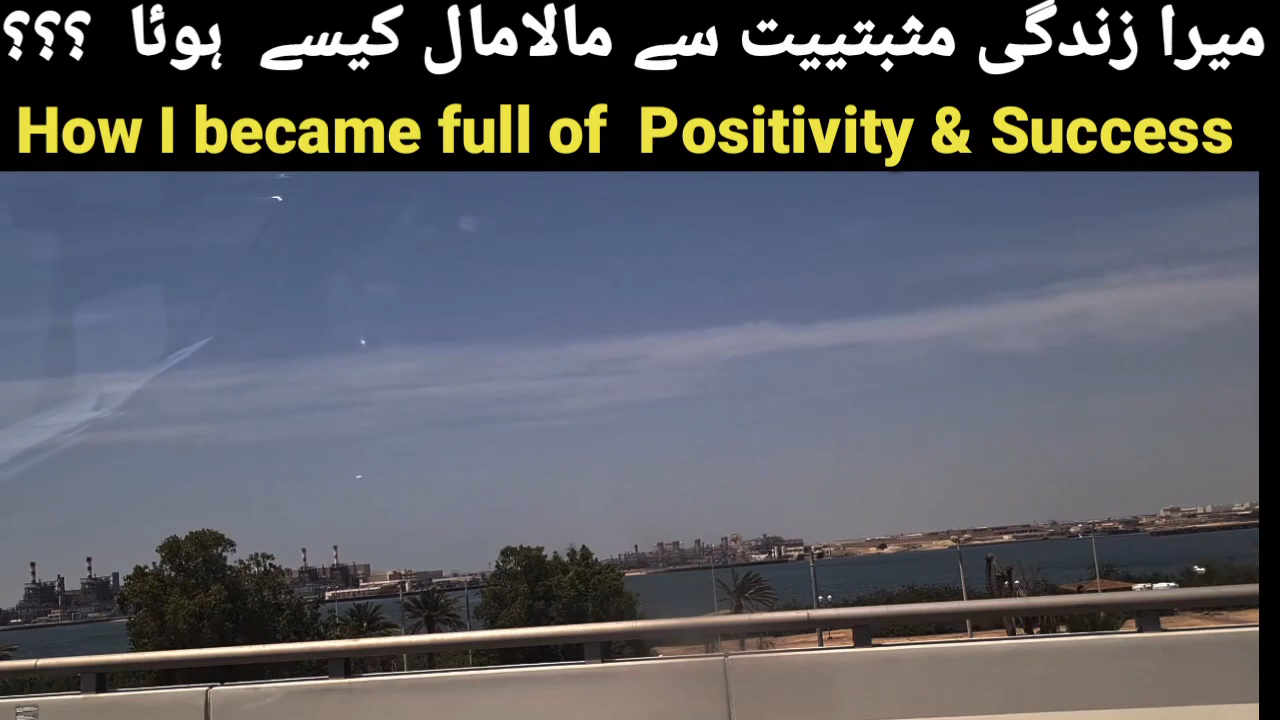 میرا زندگی مثبتییت سے مالامال کیسے ہوئا ؟؟؟
How I became full of Positivity & Success